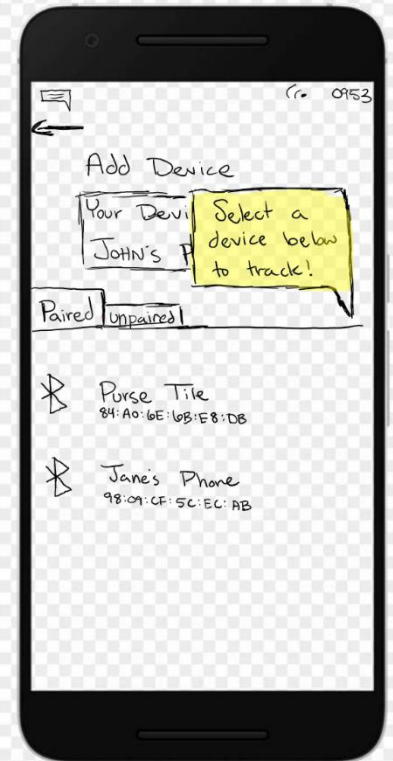 0953
Add Device
Your Devi
JOHN'S P
Select a
device below
to track!
Paired
unpaired
Purse Tile
84:A0:6E:6B:E8:DB
Jane's Phone
98:09:CF:5C:EC:AB